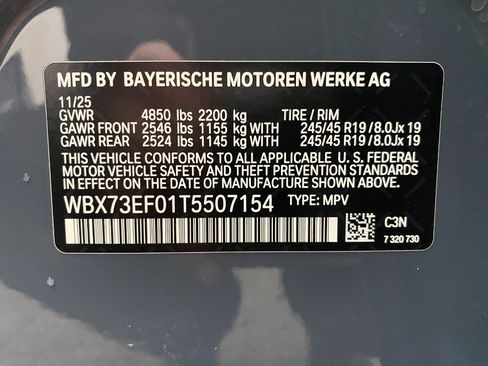 MFD BY BAYERISCHE MOTOREN WERKE AG
11/25
GVWR 4850 lbs 2200 kg TIRE / RIM
GAWR FRONT 2546 lbs 1155 kg WITH 245/45 R19 / 8.0Jx 19
GAWR REAR 2524 lbs 1145 kg WITH 245/45 R19 / 8.0Jx 19
THIS VEHICLE CONFORMS TO ALL APPLICABLE U. S. FEDERAL
MOTOR VEHICLE SAFETY, BUMPER, AND THEFT PREVENTION
STANDARDS IN EFFECT ON THE DATE OF MANUFACTURE SHOWN ABOVE.
WBX73EF01T5507154 TYPE: MPV
C3N
7 320 730